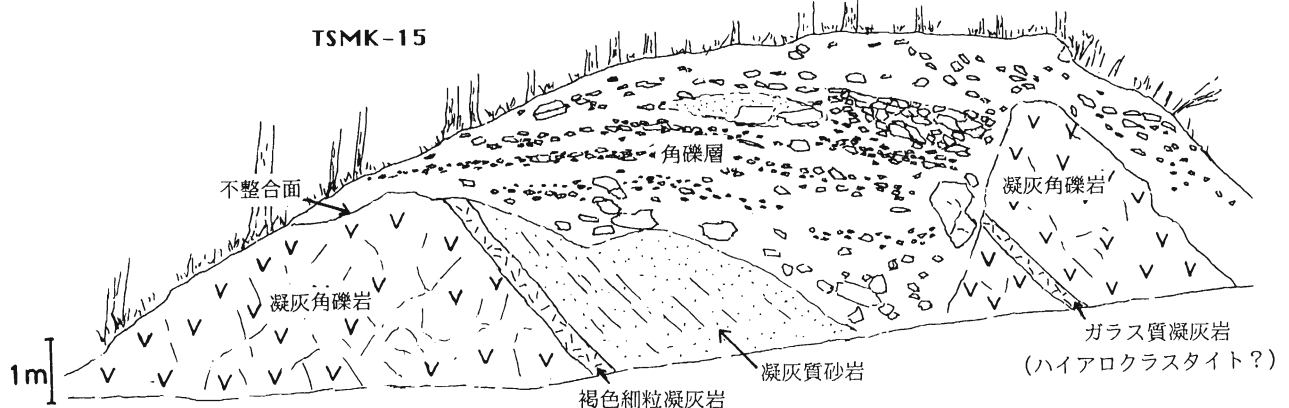 TSMK-15
角礫層
不整合面
凝灰角礫岩
凝灰角礫岩
ガラス質凝灰岩
(ハイアロクラスタイト?)
1m
凝灰質砂岩
褐色細粒凝灰岩